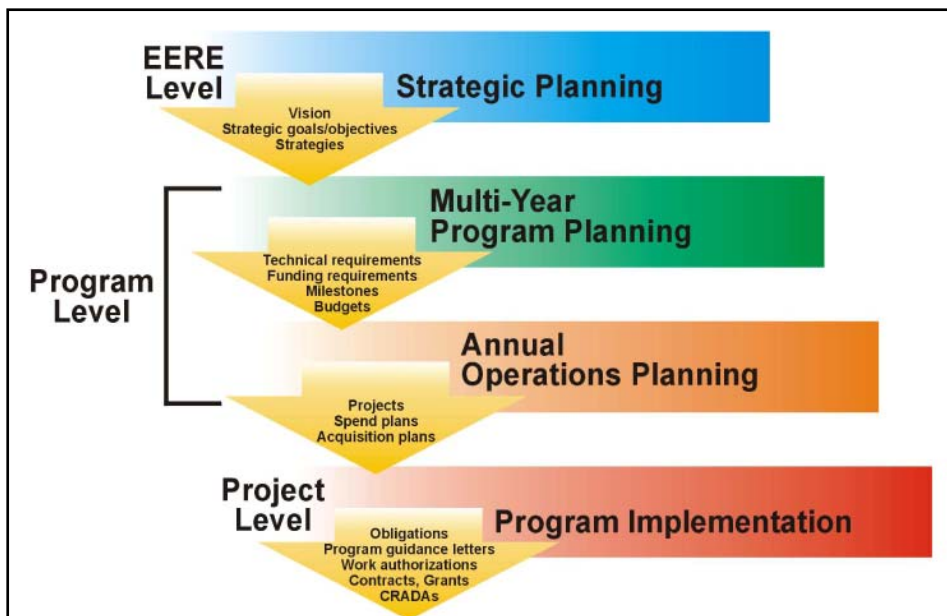 EERE
Level
Strategic Planning
Vision
Strategic goals/objectives
Strategies
Program
Level
Multi-Year
Program Planning
Technical requirements
Funding requirements
Milestones
Budgets
Annual
Operations Planning
Projects
Spend plans
Acquisition plans
Project
Level
Program Implementation
Obligations
Program guidance letters
Work authorizations
Contracts, Grants
CRADAs